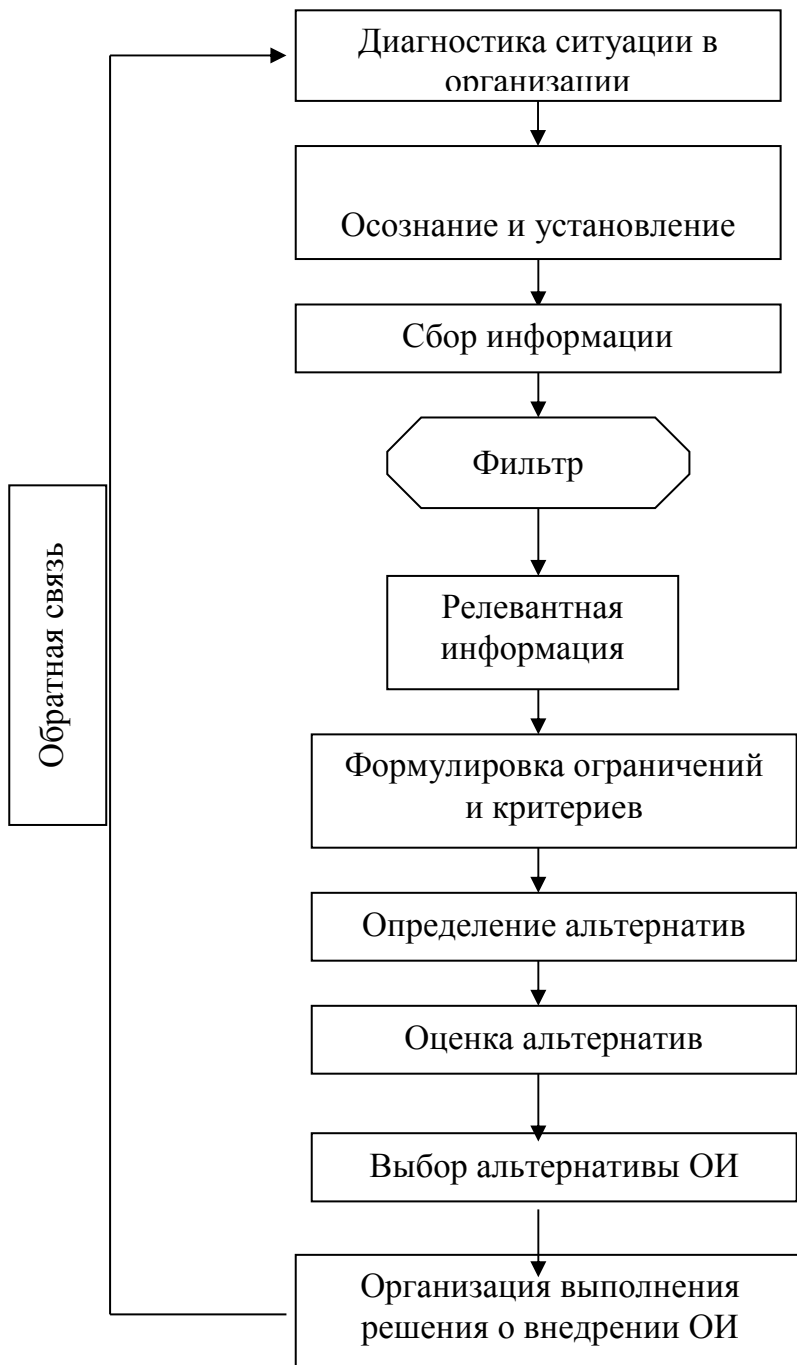 Диагностика ситуации в
организации
Осознание и установление
Сбор информации
Фильтр
Релевантная
информация
Обратная связь
Формулировка ограничений
и критериев
Определение альтернатив
Оценка альтернатив
Выбор альтернативы ОИ
Организация выполнения
решения о внедрении ОИ